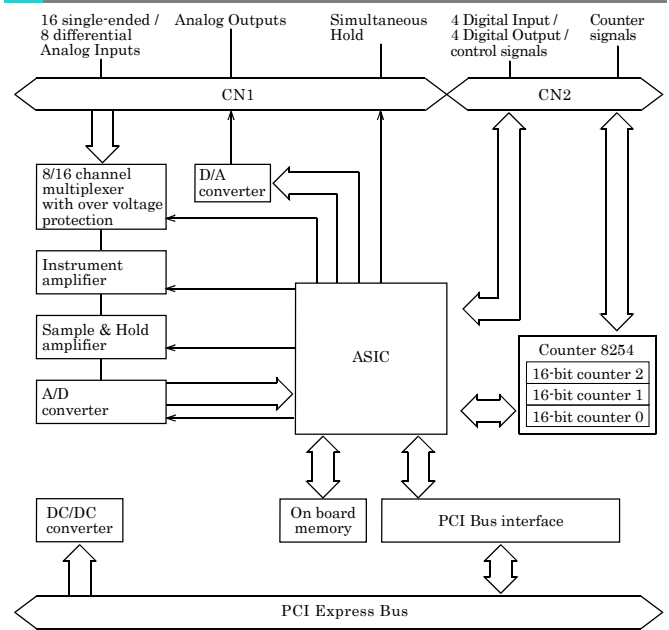 16 single-ended /
8 differential
Analog Inputs
Analog Outputs
Simultaneous
Hold
4 Digital Input /
4 Digital Output /
control signals
Counter
signals
CN1
CN2
8/16 channel
multiplexer
with over voltage
protection
D/A
converter
Instrument
amplifier
Sample & Hold
amplifier
A/D
converter
ASIC
Counter 8254
16-bit counter 2
16-bit counter 1
16-bit counter 0
DC/DC
converter
On board
memory
PCI Bus interface
PCI Express Bus